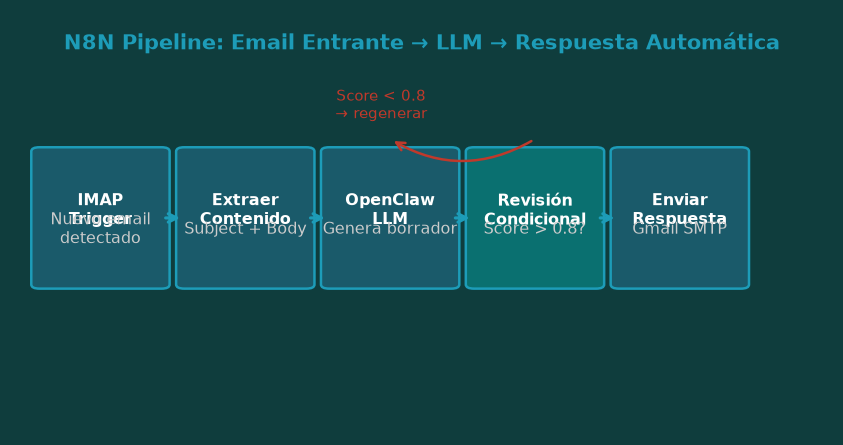 N8N Pipeline: Email Entrante → LLM → Respuesta Automática
Score < 0.8
→ regenerar
IMAP
Trigger
Nuevo email
detectado
Extraer
Contenido
Subject + Body
OpenClaw
LLM
Genera borrador
Revisión
Condicional
Score > 0.8?
Enviar
Respuesta
Gmail SMTP